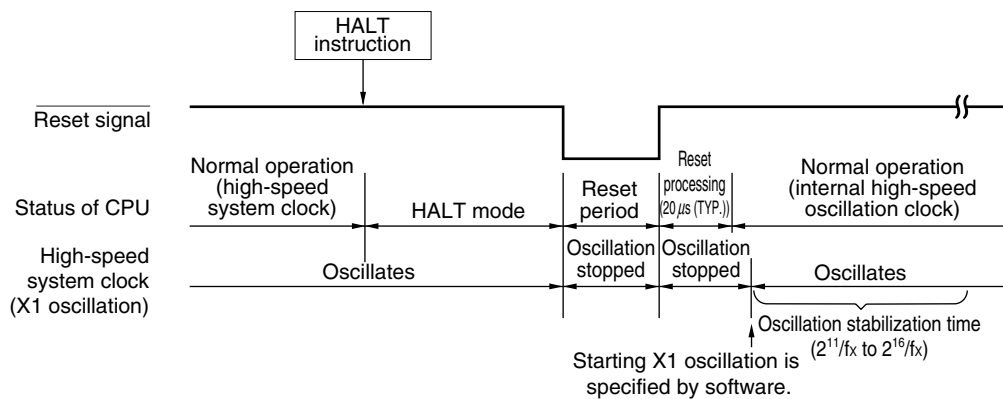 HALT
instruction
Reset signal
Normal operation
(high-speed
system clock)
HALT mode
Reset
period
Reset
processing
(20 μs (TYP.))
Normal operation
(internal high-speed
oscillation clock)
Status of CPU
High-speed
system clock
(X1 oscillation)
Oscillates
Oscillation
stopped
Oscillation
stopped
Oscillates
Oscillation stabilization time
(2¹¹/fx to 2¹⁶/fx)
Starting X1 oscillation is
specified by software.